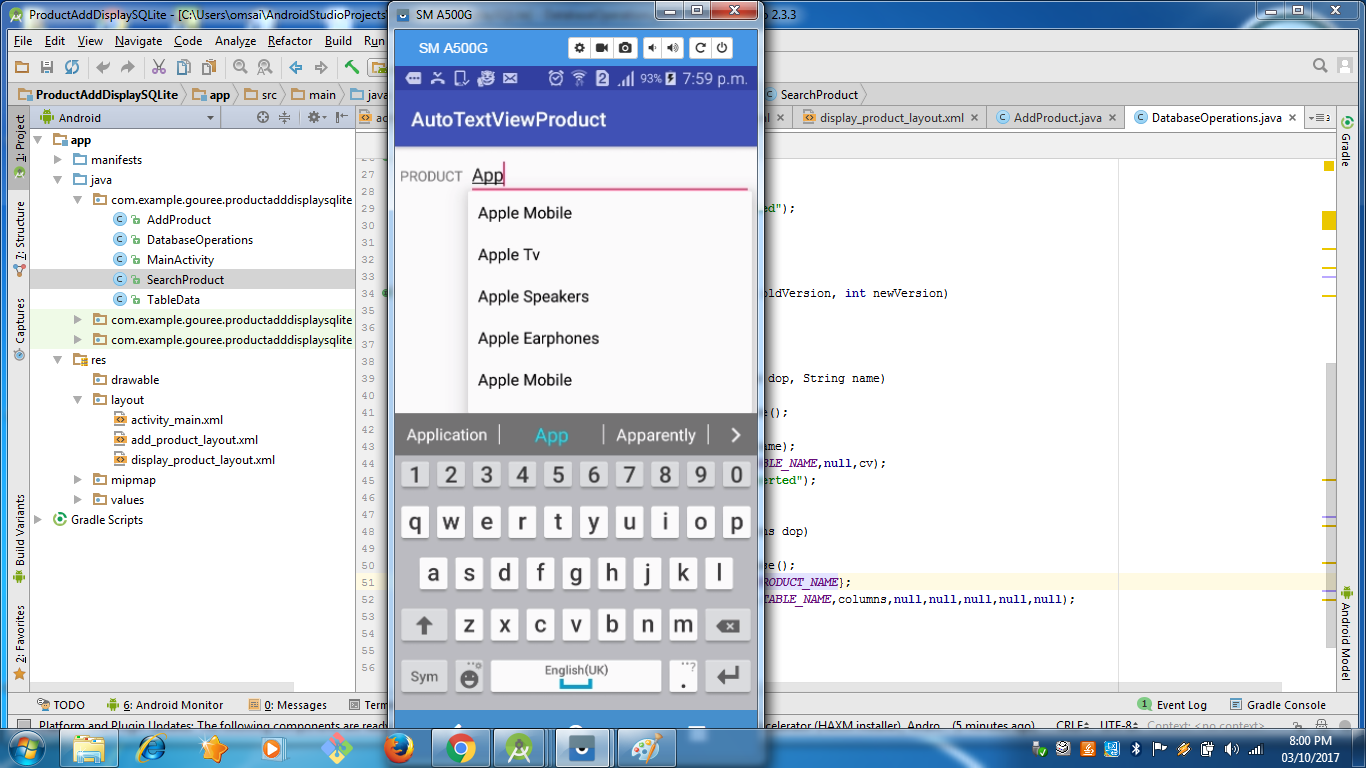 ProductAddDisplaySQLite - [C:\Users\omsai\AndroidStudioProjects\
SM A500G
2.3.3
File Edit View Navigate Code Analyze Refactor Build Run
SM A500G
93% 7:59 p.m.
ProductAddDisplaySQLite app src main java
SearchProduct
AutoTextViewProduct
Android
display_product_layout.xml AddProduct.java DatabaseOperations.java
1: Project
7: Structure
Captures
Build Variants
2: Favorites
app
manifests
java
com.example.gouree.productadddisplaysqlite
AddProduct
DatabaseOperations
MainActivity
SearchProduct
TableData
com.example.gouree.productadddisplaysqlite
com.example.gouree.productadddisplaysqlite
res
drawable
layout
activity_main.xml
add_product_layout.xml
display_product_layout.xml
mipmap
values
Gradle Scripts
27
28
29
30
31
32
33
34
35
36
37
38
39
40
41
42
43
44
45
46
47
48
49
50
51
52
53
54
55
56
PRODUCT App
Apple Mobile
Apple Tv
Apple Speakers
Apple Earphones
Apple Mobile
Application App Apparently
1 2 3 4 5 6 7 8 9 0
q w e r t y u i o p
a s d f g h j k l
z x c v b n m
Sym English(UK) . ?
ed");
oldVersion, int newVersion)
dop, String name)
e();
ame);
BLE_NAME,null,cv);
erted");
s dop)
se();
RODUCT_NAME};
TABLE_NAME,columns,null,null,null,null,null);
Gradle
Android Model
TODO 6: Android Monitor 0: Messages Term
Event Log Gradle Console
Platform and Plugin Updates: The following components are read
celerator (HAXM installer), Andro... (5 minutes ago) CRLF UTF-8 Context: <no context>
8:00 PM
03/10/2017